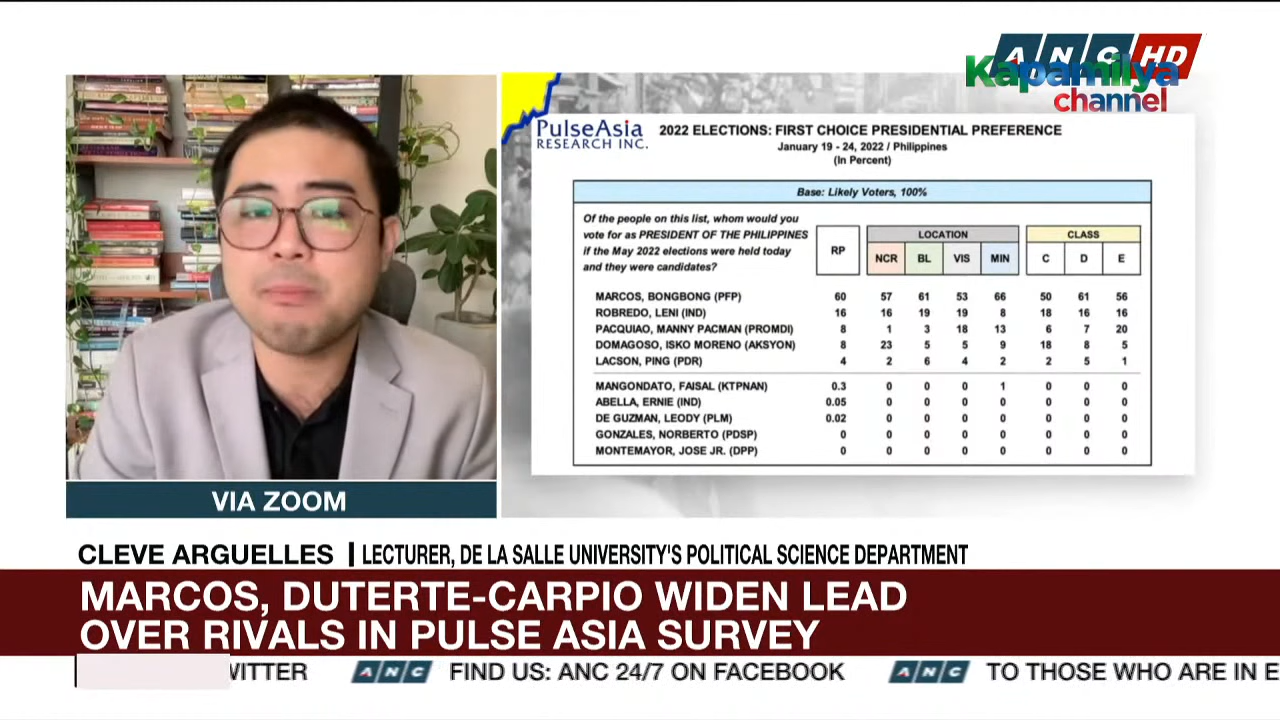 ANC HD
Kapamilya
channel
PulseAsia
RESEARCH INC.
2022 ELECTIONS: FIRST CHOICE PRESIDENTIAL PREFERENCE
January 19 - 24, 2022 / Philippines
(In Percent)
Base: Likely Voters, 100%
Of the people on this list, whom would you
vote for as PRESIDENT OF THE PHILIPPINES
if the May 2022 elections were held today
and they were candidates?
RP
LOCATION
CLASS
NCR BL VIS MIN C D E
MARCOS, BONGBONG (PFP) 60 57 61 53 66 50 61 56
ROBREDO, LENI (IND) 16 16 19 19 8 18 16 16
PACQUIAO, MANNY PACMAN (PROMDI) 8 1 3 18 13 6 7 20
DOMAGOSO, ISKO MORENO (AKSYON) 8 23 5 5 9 18 8 5
LACSON, PING (PDR) 4 2 6 4 2 2 5 1
MANGONDATO, FAISAL (KTPNAN) 0.3 0 0 0 1 0 0 0
ABELLA, ERNIE (IND) 0.05 0 0 0 0 0 0 0
DE GUZMAN, LEODY (PLM) 0.02 0 0 0 0 0 0 0
GONZALES, NORBERTO (PDSP) 0 0 0 0 0 0 0 0
MONTEMAYOR, JOSE JR. (DPP) 0 0 0 0 0 0 0 0
VIA ZOOM
CLEVE ARGUELLES | LECTURER, DE LA SALLE UNIVERSITY'S POLITICAL SCIENCE DEPARTMENT
MARCOS, DUTERTE-CARPIO WIDEN LEAD
OVER RIVALS IN PULSE ASIA SURVEY
WITTER ANC FIND US: ANC 24/7 ON FACEBOOK ANC TO THOSE WHO ARE IN E